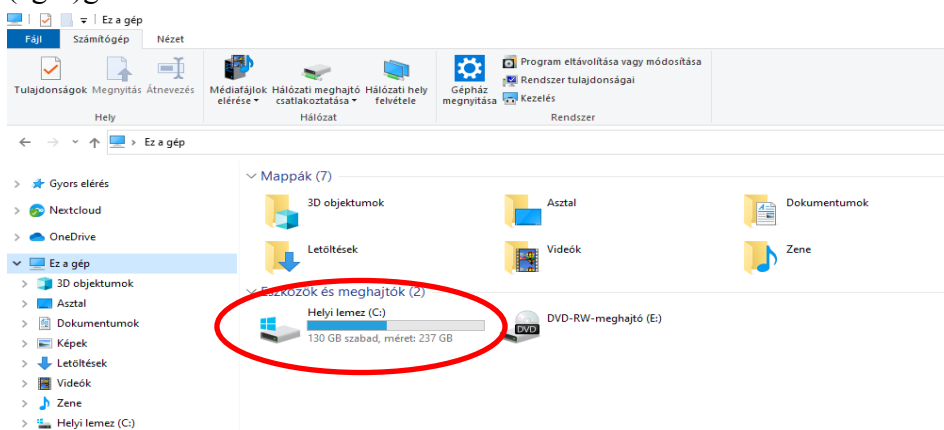 Ez a gép
Fájl Számítógép Nézet
Tulajdonságok Megnyitás Átnevezés
Médiafájlok elérése
Hálózati meghajtó csatlakoztatása
Hálózati hely felvétele
Gépház megnyitása
Program eltávolítása vagy módosítása
Rendszer tulajdonságai
Kezelés
Hely Hálózat Rendszer
Ez a gép
Gyors elérés
Nextcloud
OneDrive
Ez a gép
3D objektumok
Asztal
Dokumentumok
Képek
Letöltések
Videók
Zene
Helyi lemez (C:)
Mappák (7)
3D objektumok
Asztal
Dokumentumok
Letöltések
Videók
Zene
Eszközök és meghajtók (2)
Helyi lemez (C:)
130 GB szabad, méret: 237 GB
DVD
DVD-RW-meghajtó (E:)